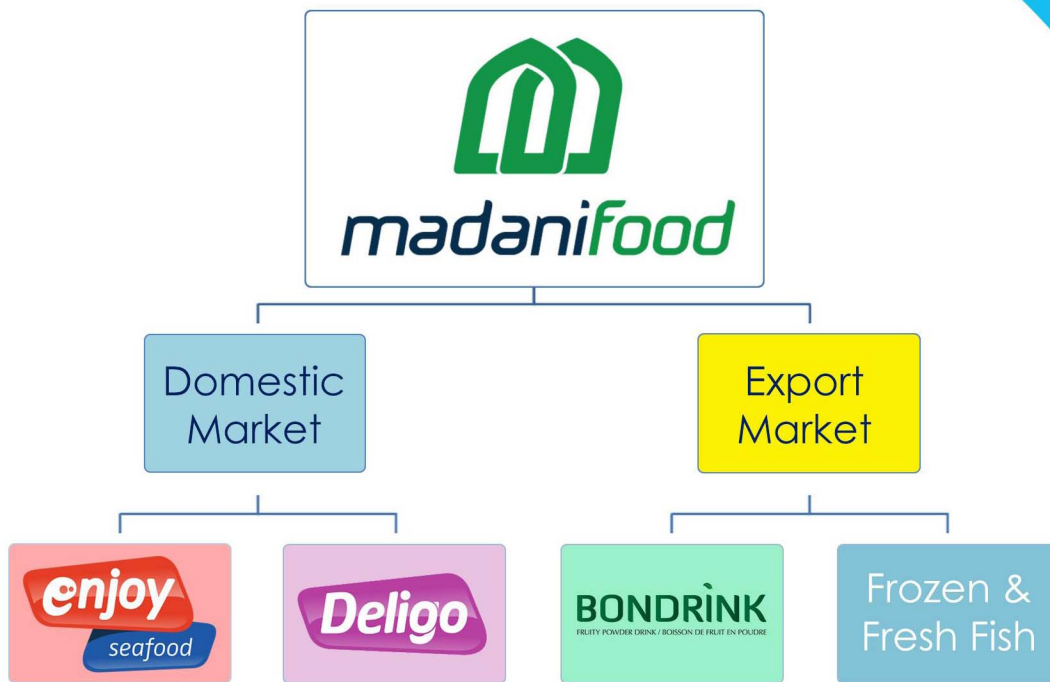 madanifood
Domestic
Market
Export
Market
enjoy
seafood
Deligo
BONDRÌNK
FRUITY POWDER DRINK / BOISSON DE FRUIT EN POUDRE
Frozen &
Fresh Fish